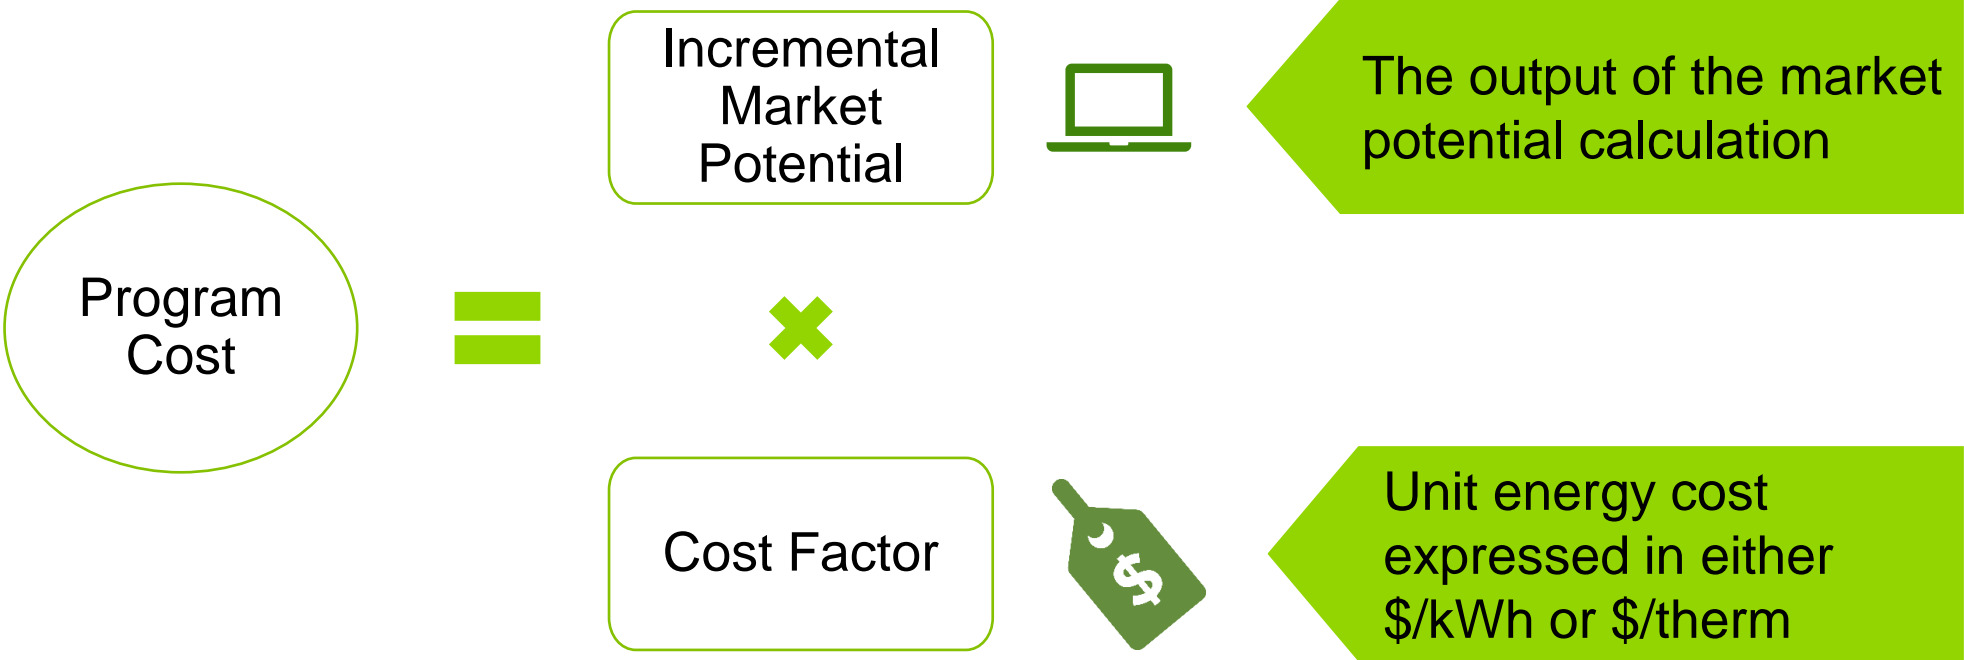 Incremental
Market
Potential
The output of the market
potential calculation
Program
Cost
=
×
Cost Factor
$
Unit energy cost
expressed in either
$/kWh or $/therm